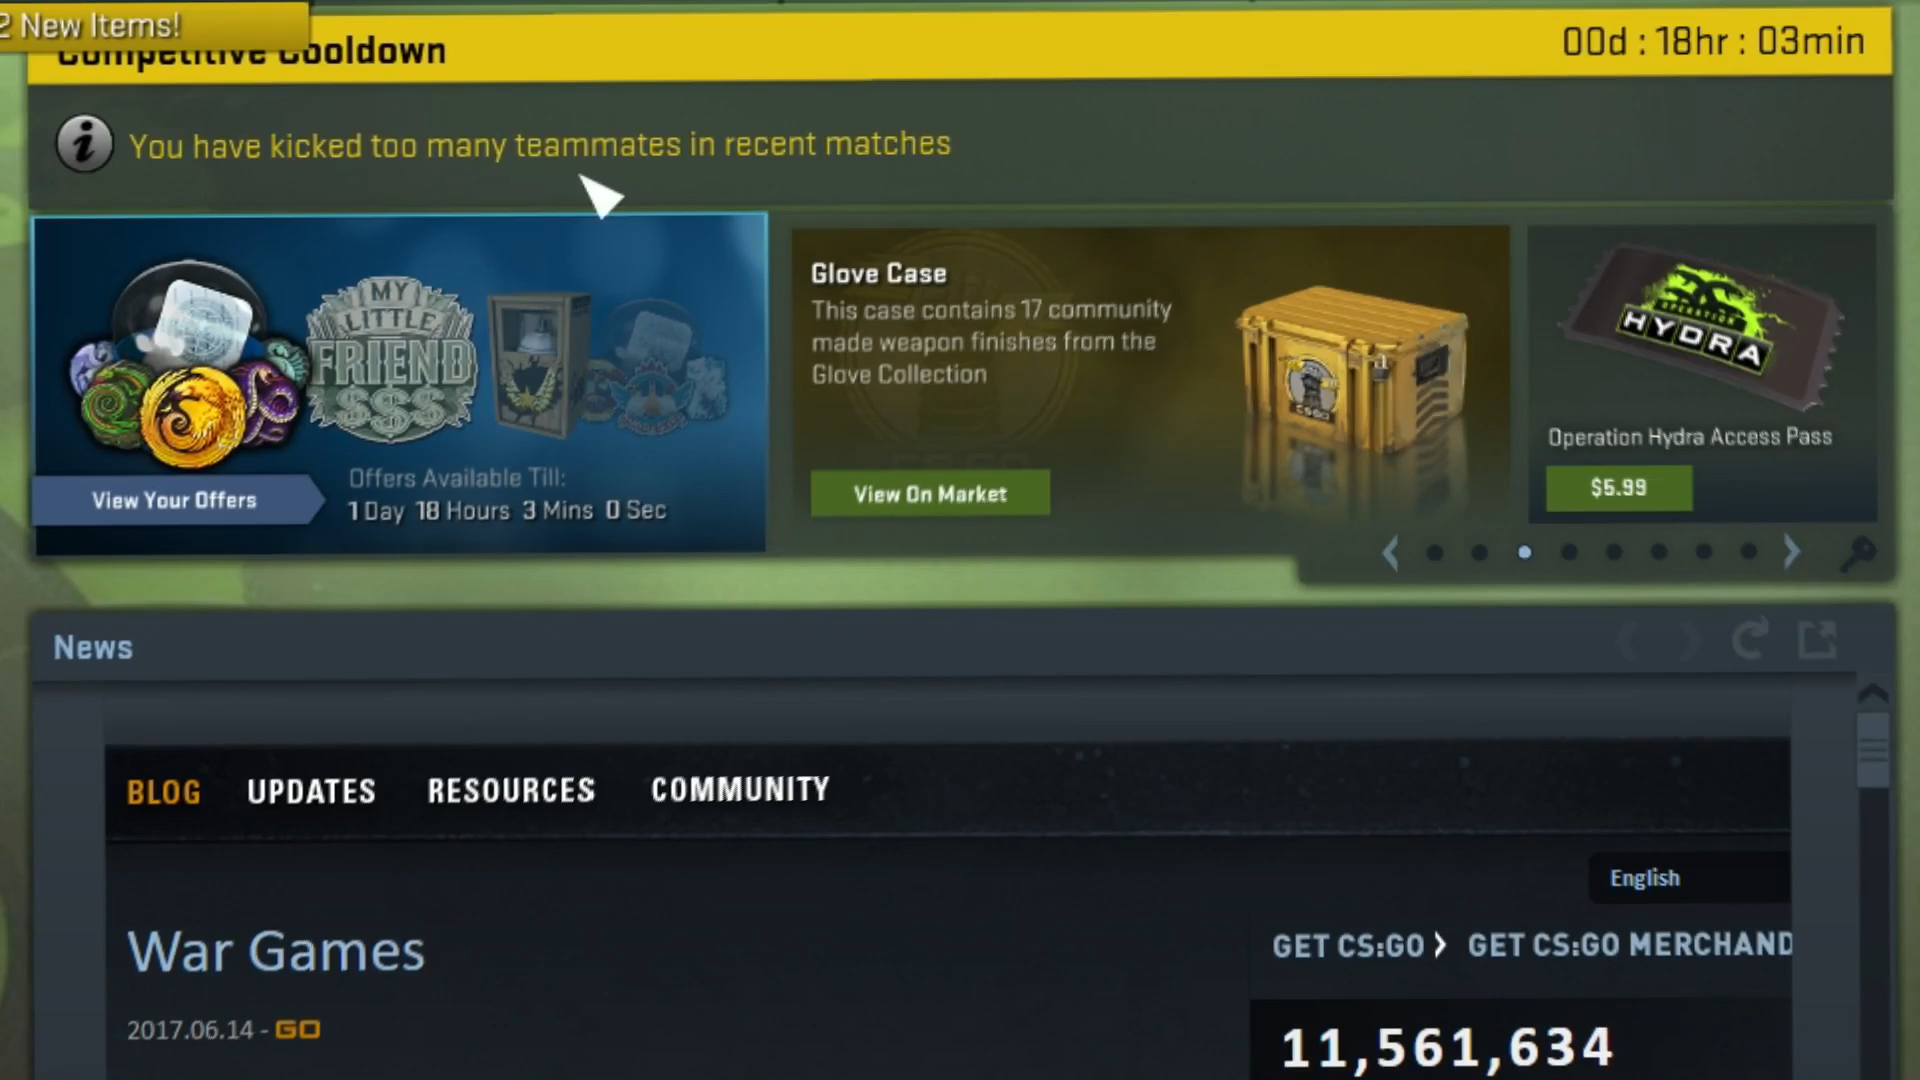 2 New Items!
Competitive Cooldown
00d : 18hr : 03min
You have kicked too many teammates in recent matches
MY
LITTLE
FRIEND
$$$
View Your Offers
Offers Available Till:
1 Day 18 Hours 3 Mins 0 Sec
Glove Case
This case contains 17 community
made weapon finishes from the
Glove Collection
View On Market
CS:GO
OPERATION
HYDRA
Operation Hydra Access Pass
$5.99
News
BLOG UPDATES RESOURCES COMMUNITY
English
War Games
GET CS:GO GET CS:GO MERCHAND
2017.06.14 - GO
11,561,634